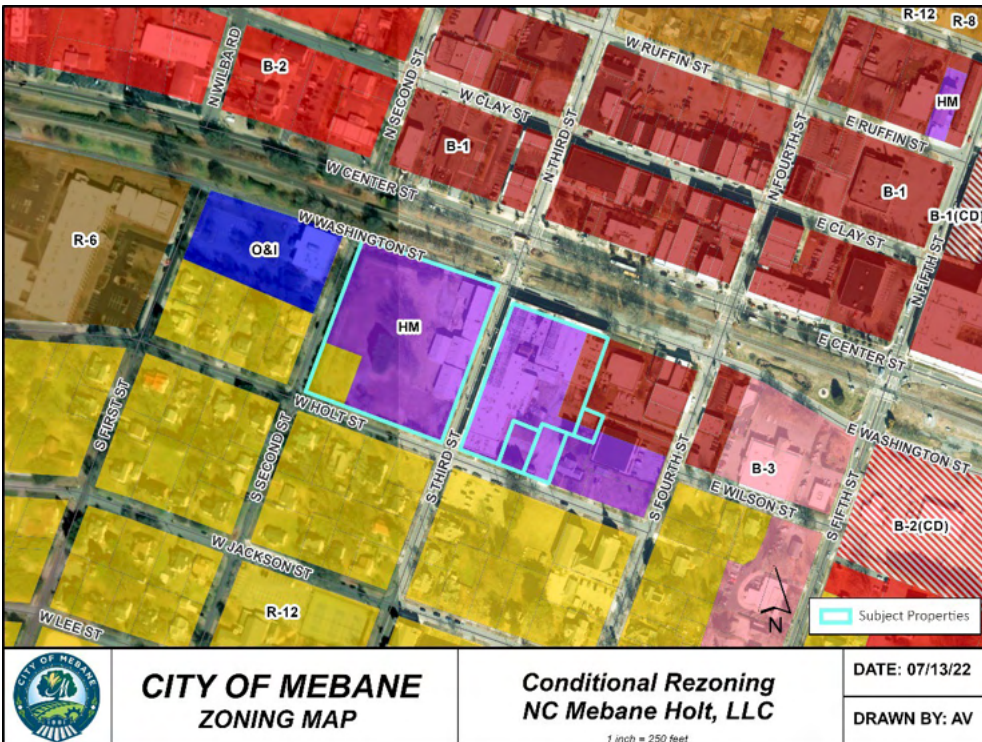 R-12
R-8
W RUFFIN ST
N WILBA RD
B-2
N SECOND ST
HM
W CLAY ST
E RUFFIN ST
B-1
N THIRD ST
N FOURTH ST
W CENTER ST
B-1
B-1(CD)
E CLAY ST
W WASHINGTON ST
R-6
O&I
N FIFTH ST
HM
E CENTER ST
S FIRST ST
W HOLT ST
E WASHINGTON ST
S SECOND ST
S THIRD ST
S FOURTH ST
B-3
E WILSON ST
S FIFTH ST
B-2(CD)
W JACKSON ST
R-12
W LEE ST
N
Subject Properties
CITY OF MEBANE
CITY OF MEBANE
ZONING MAP
Conditional Rezoning
NC Mebane Holt, LLC
1 inch = 250 feet
DATE: 07/13/22
DRAWN BY: AV